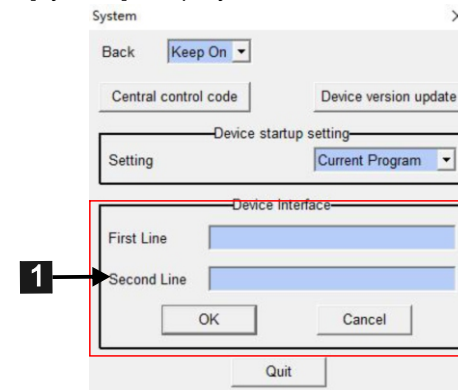 System
Back Keep On
Central control code Device version update
Device startup setting
Setting Current Program
Device Interface
First Line
1
Second Line
OK Cancel
Quit